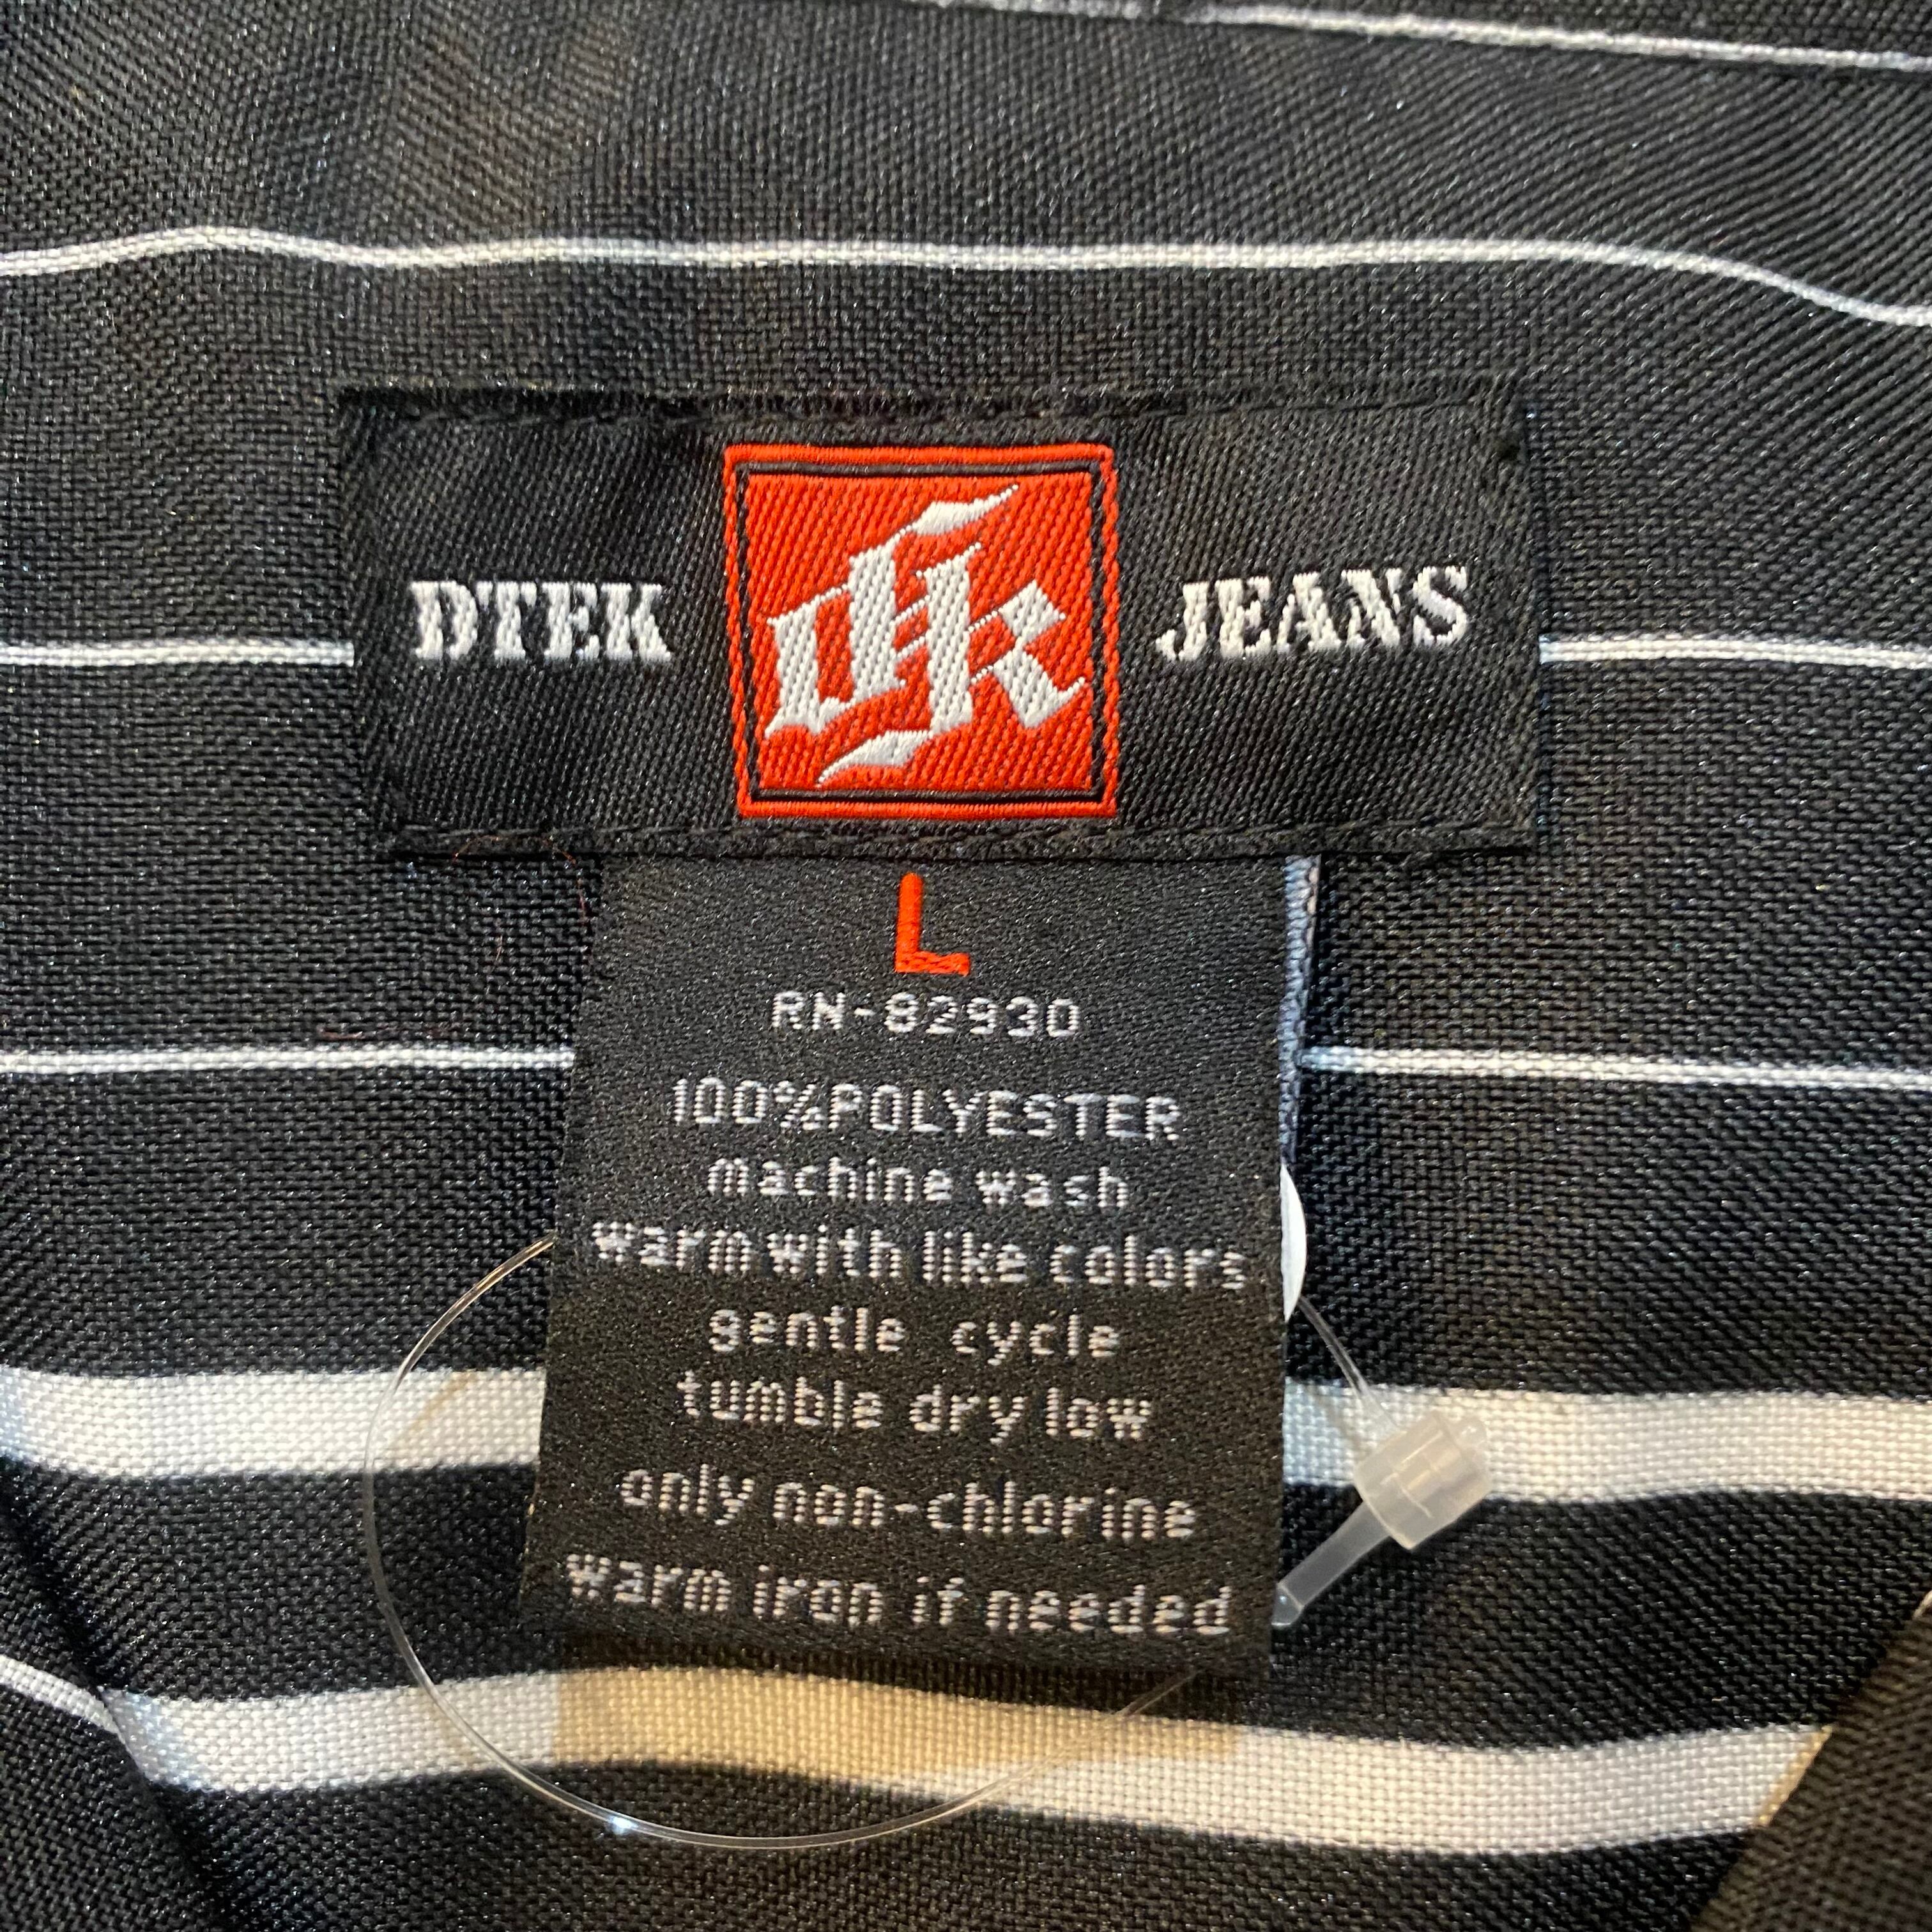 DTEK dk JEANS
L
RN-82930
100%POLYESTER
machine wash
warm with like colors
gentle cycle
tumble dry low
only non-chlorine
warm iron if needed